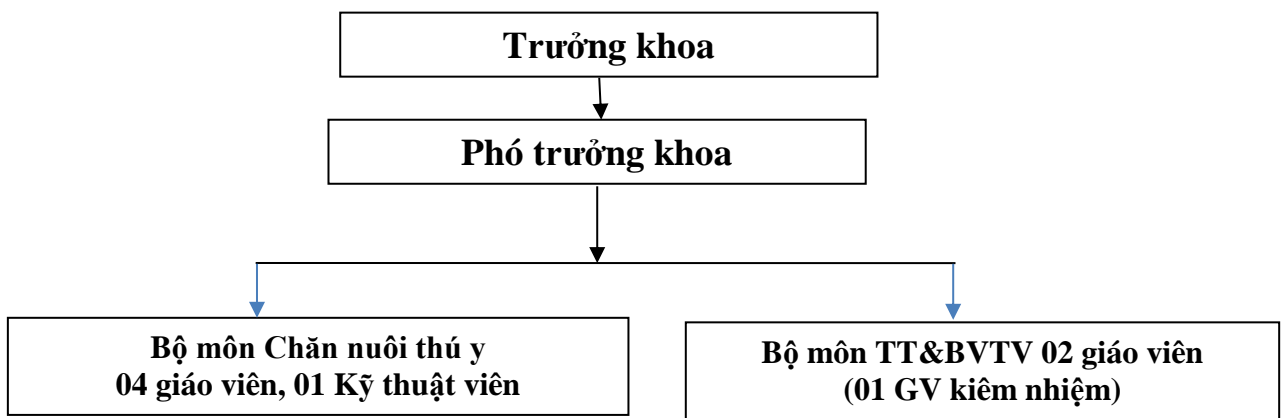 Trưởng khoa
Phó trưởng khoa
Bộ môn Chăn nuôi thú y
04 giáo viên, 01 Kỹ thuật viên
Bộ môn TT&BVTV 02 giáo viên
(01 GV kiêm nhiệm)